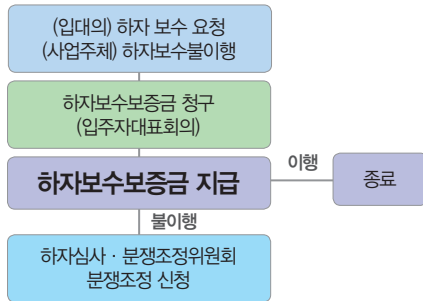 (입대의) 하자 보수 요청
(사업주체) 하자보수불이행
하자보수보증금 청구
(입주자대표회의)
하자보수보증금 지급
이행
종료
불이행
하자심사 · 분쟁조정위원회
분쟁조정 신청